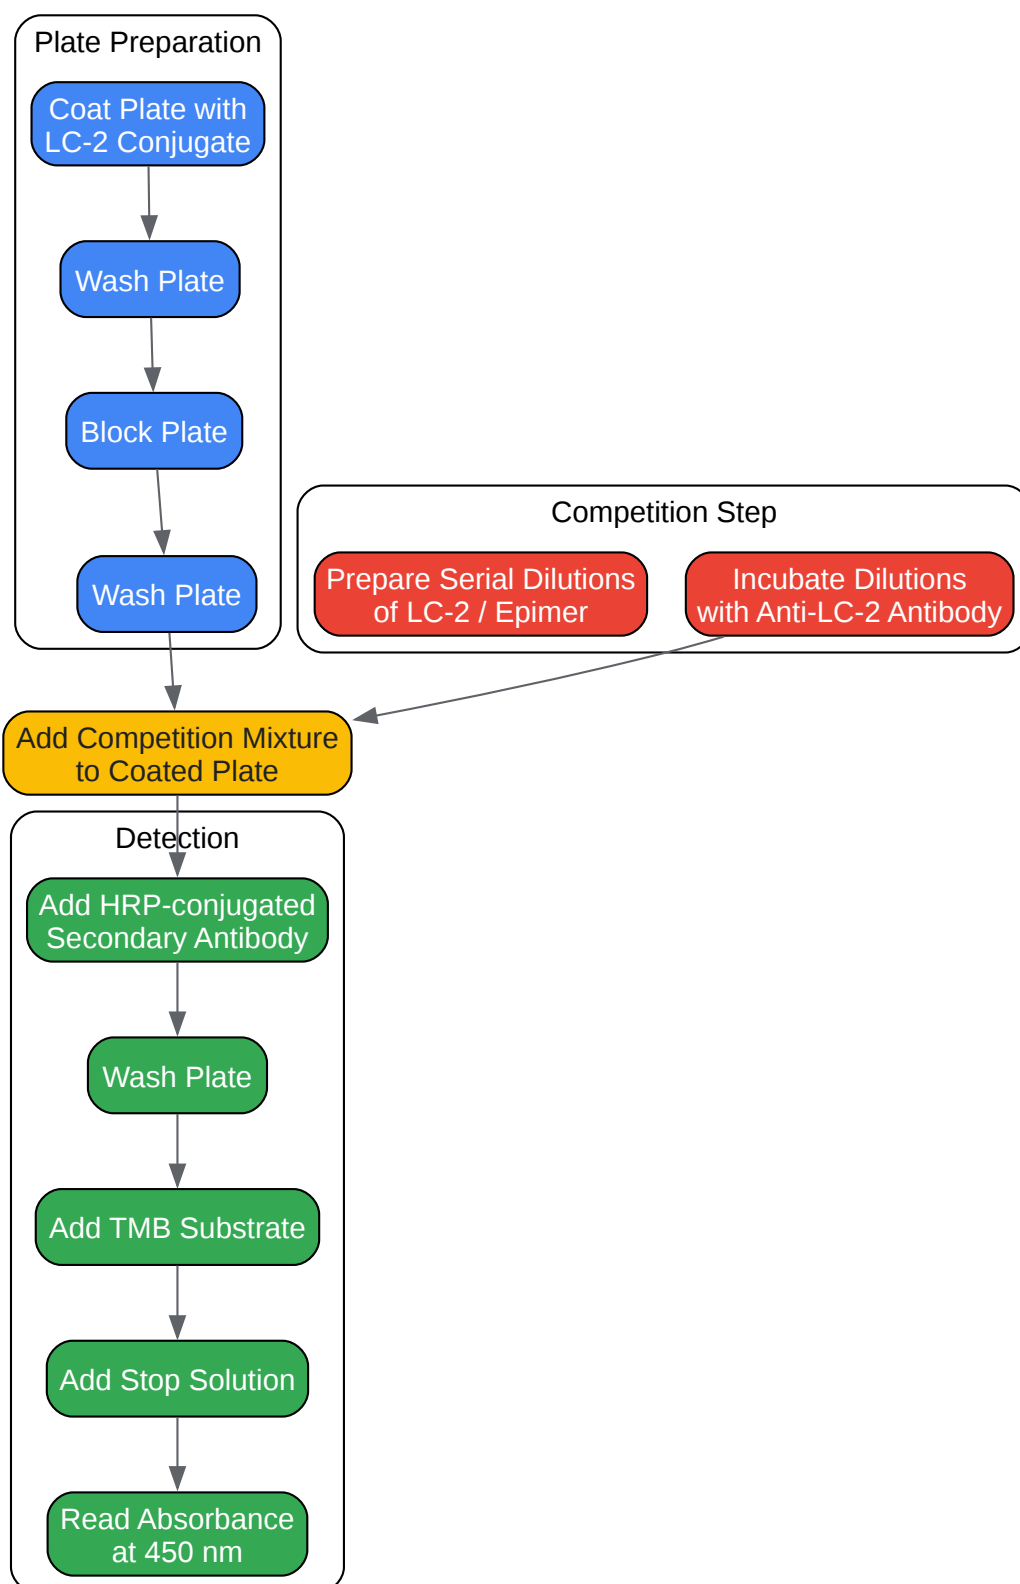 Plate Preparation
Coat Plate with
LC-2 Conjugate
Wash Plate
Block Plate
Wash Plate
Competition Step
Prepare Serial Dilutions
of LC-2 / Epimer
Incubate Dilutions
with Anti-LC-2 Antibody
Add Competition Mixture
to Coated Plate
Detection
Add HRP-conjugated
Secondary Antibody
Wash Plate
Add TMB Substrate
Add Stop Solution
Read Absorbance
at 450 nm